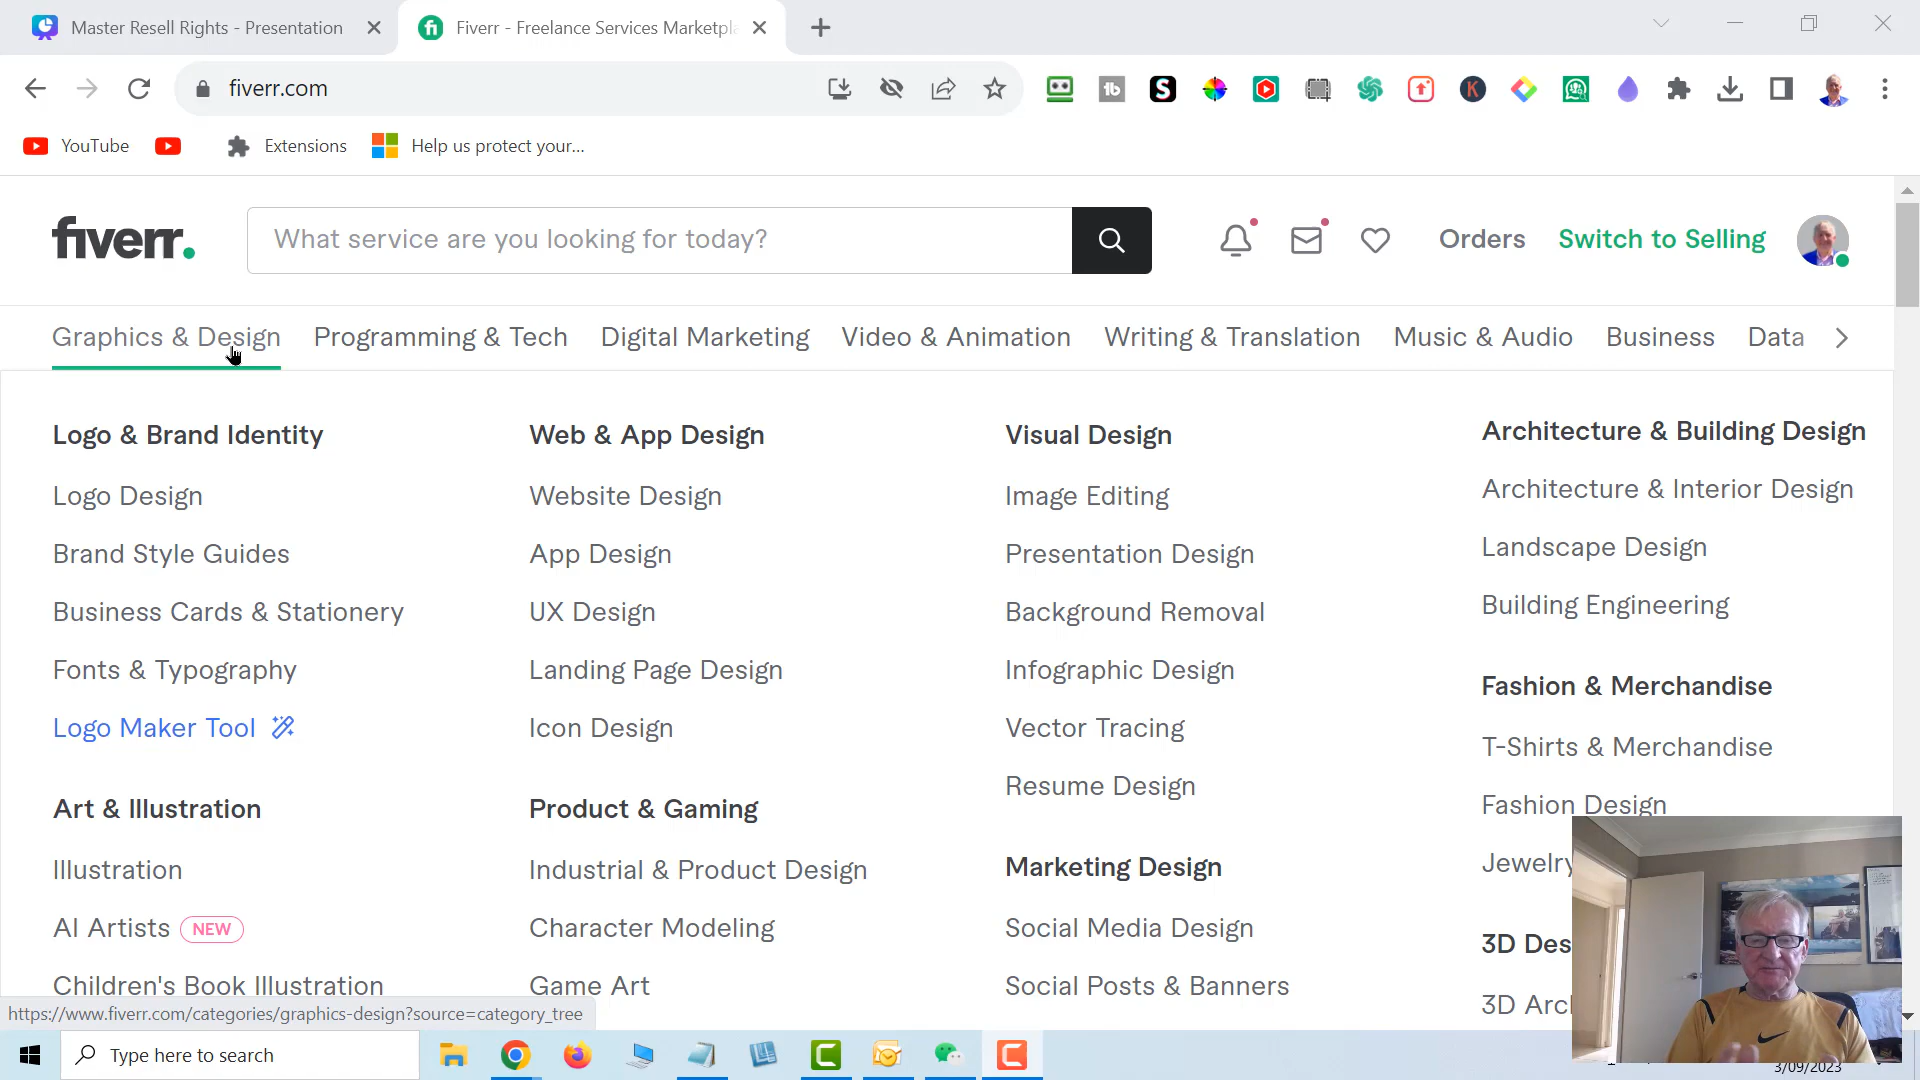 Master Resell Rights - Presentation
Fiverr - Freelance Services Marketpla
fiverr.com
YouTube
Extensions
Help us protect your...
fiverr.
What service are you looking for today?
Orders
Switch to Selling
Graphics & Design
Programming & Tech
Digital Marketing
Video & Animation
Writing & Translation
Music & Audio
Business
Data
Logo & Brand Identity
Logo Design
Brand Style Guides
Business Cards & Stationery
Fonts & Typography
Logo Maker Tool
Art & Illustration
Illustration
AI Artists NEW
Children's Book Illustration
Web & App Design
Website Design
App Design
UX Design
Landing Page Design
Icon Design
Product & Gaming
Industrial & Product Design
Character Modeling
Game Art
Visual Design
Image Editing
Presentation Design
Background Removal
Infographic Design
Vector Tracing
Resume Design
Marketing Design
Social Media Design
Social Posts & Banners
Architecture & Building Design
Architecture & Interior Design
Landscape Design
Building Engineering
Fashion & Merchandise
T-Shirts & Merchandise
Fashion Design
Jewelry
3D Des
3D Arc
https://www.fiverr.com/categories/graphics-design?source=category_tree
Type here to search
3/09/2023